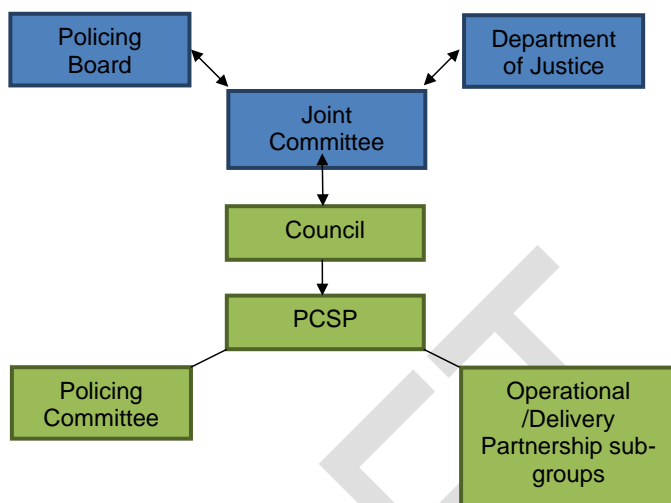 Policing
Board
Department
of Justice
Joint
Committee
Council
PCSP
Policing
Committee
Operational
/Delivery
Partnership sub-
groups